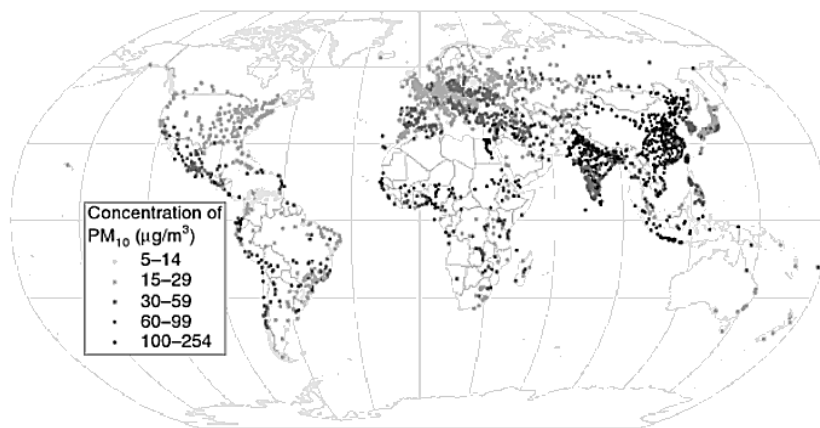 Concentration of
PM10 (µg/m3)
5–14
15–29
30–59
60–99
100–254